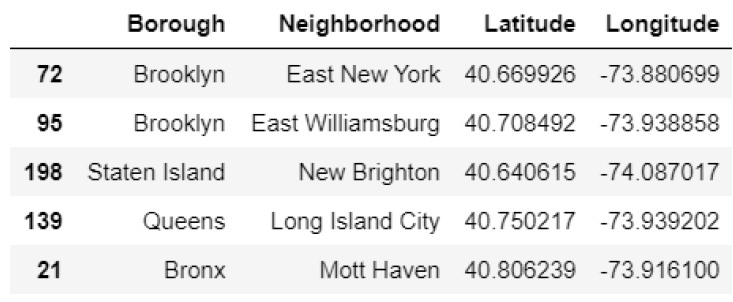 Borough Neighborhood Latitude Longitude
72 Brooklyn East New York 40.669926 -73.880699
95 Brooklyn East Williamsburg 40.708492 -73.938858
198 Staten Island New Brighton 40.640615 -74.087017
139 Queens Long Island City 40.750217 -73.939202
21 Bronx Mott Haven 40.806239 -73.916100